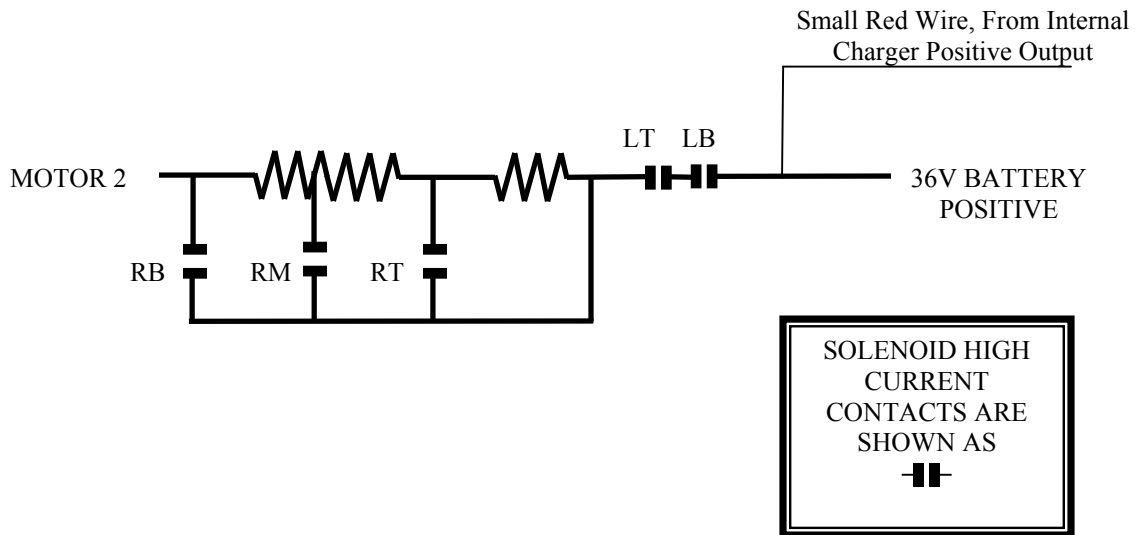 Small Red Wire, From Internal
Charger Positive Output
LT LB
MOTOR 2
36V BATTERY
POSITIVE
RB RM RT
SOLENOID HIGH
CURRENT
CONTACTS ARE
SHOWN AS